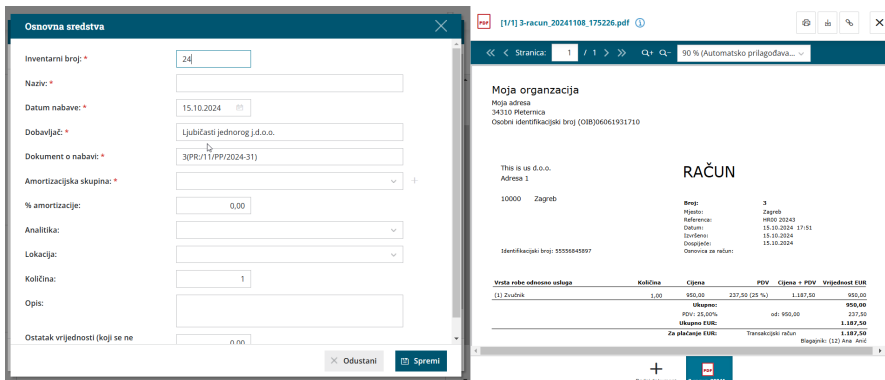 Osnovna sredstva
Inventarni broj: *
24
Naziv: *
Datum nabave: *
15.10.2024
Dobavljač: *
Ljubičasti jednorog j.d.o.o.
Dokument o nabavi: *
3(PR:/11/PP/2024-31)
Amortizacijska skupina: *
% amortizacije:
0,00
Analitika:
Lokacija:
Količina:
1
Opis:
Ostatak vrijednosti (koji se ne
0,00
Odustani
Spremi
PDF [1/1] 3-racun_20241108_175226.pdf
Stranica: 1 / 1
90 % (Automatsko prilagođava...
Moja organzacija
Moja adresa
34310 Pleternica
Osobni identifikacijski broj (OIB)06061931710
This is us d.o.o.
Adresa 1
10000 Zagreb
Identifikacijski broj: 55556845897
RAČUN
Broj: 3
Mjesto: Zagreb
Referenca: HR00 20243
Datum: 15.10.2024 17:51
Izvršeno: 15.10.2024
Dospijeće: 15.10.2024
Osnovica za račun:
Vrsta robe odnosno usluga Količina Cijena PDV Cijena + PDV Vrijednost EUR
(1) Zvučnik 1,00 950,00 237,50 (25 %) 1.187,50 950,00
Ukupno: 950,00
PDV: 25,00% od: 950,00 237,50
Ukupno EUR: 1.187,50
Za plaćanje EUR: Transakcijski račun 1.187,50
Blagajnik: (12) Ana Anić
PDF